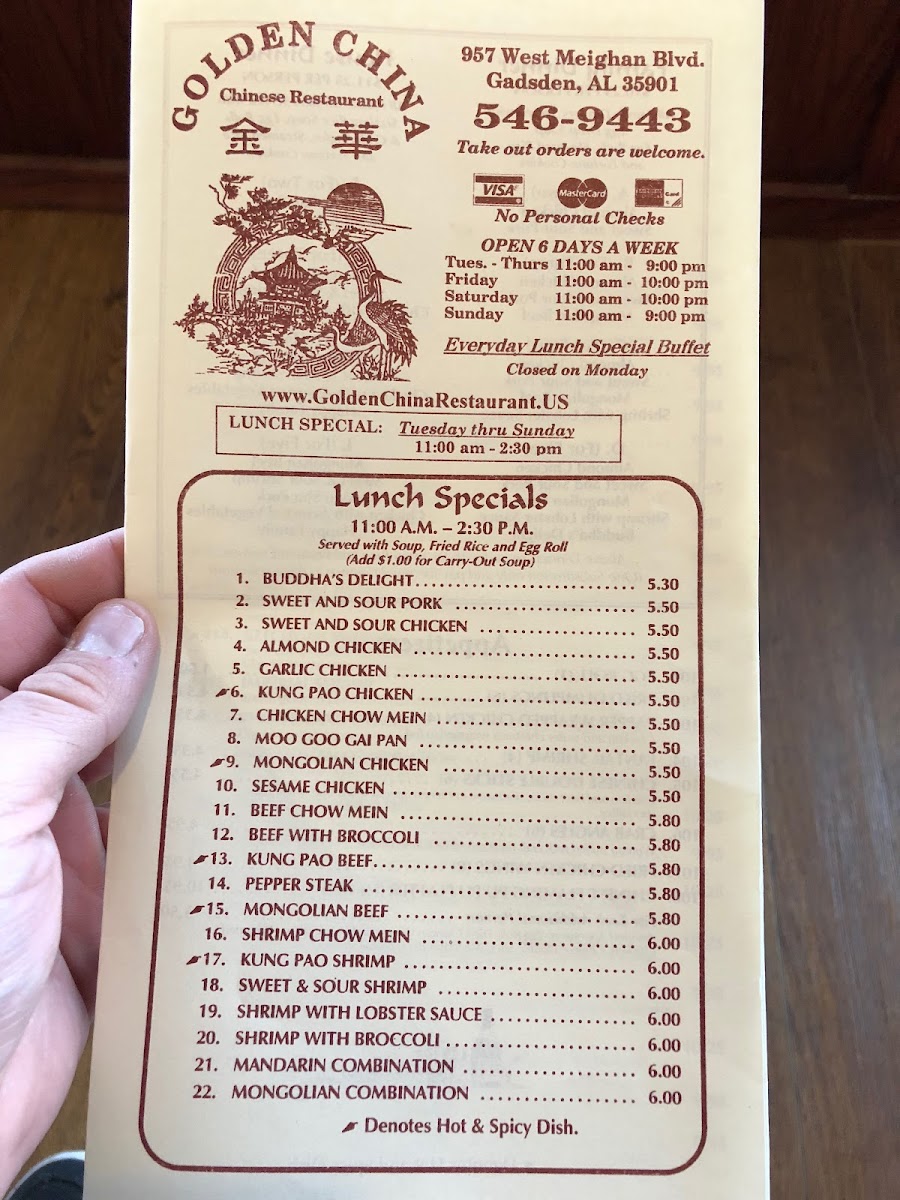 GOLDEN CHINA
Chinese Restaurant
金 華
957 West Meighan Blvd.
Gadsden, AL 35901
546-9443
Take out orders are welcome.
VISA MasterCard
No Personal Checks
OPEN 6 DAYS A WEEK
Tues. - Thurs 11:00 am - 9:00 pm
Friday 11:00 am - 10:00 pm
Saturday 11:00 am - 10:00 pm
Sunday 11:00 am - 9:00 pm
Everyday Lunch Special Buffet
Closed on Monday
www.GoldenChinaRestaurant.US
LUNCH SPECIAL: Tuesday thru Sunday
11:00 am - 2:30 pm
Lunch Specials
11:00 A.M. – 2:30 P.M.
Served with Soup, Fried Rice and Egg Roll
(Add $1.00 for Carry-Out Soup)
1. BUDDHA'S DELIGHT 5.30
2. SWEET AND SOUR PORK 5.50
3. SWEET AND SOUR CHICKEN 5.50
4. ALMOND CHICKEN 5.50
5. GARLIC CHICKEN 5.50
6. KUNG PAO CHICKEN 5.50
7. CHICKEN CHOW MEIN 5.50
8. MOO GOO GAI PAN 5.50
9. MONGOLIAN CHICKEN 5.50
10. SESAME CHICKEN 5.50
11. BEEF CHOW MEIN 5.80
12. BEEF WITH BROCCOLI 5.80
13. KUNG PAO BEEF 5.80
14. PEPPER STEAK 5.80
15. MONGOLIAN BEEF 5.80
16. SHRIMP CHOW MEIN 6.00
17. KUNG PAO SHRIMP 6.00
18. SWEET & SOUR SHRIMP 6.00
19. SHRIMP WITH LOBSTER SAUCE 6.00
20. SHRIMP WITH BROCCOLI 6.00
21. MANDARIN COMBINATION 6.00
22. MONGOLIAN COMBINATION 6.00
Denotes Hot & Spicy Dish.